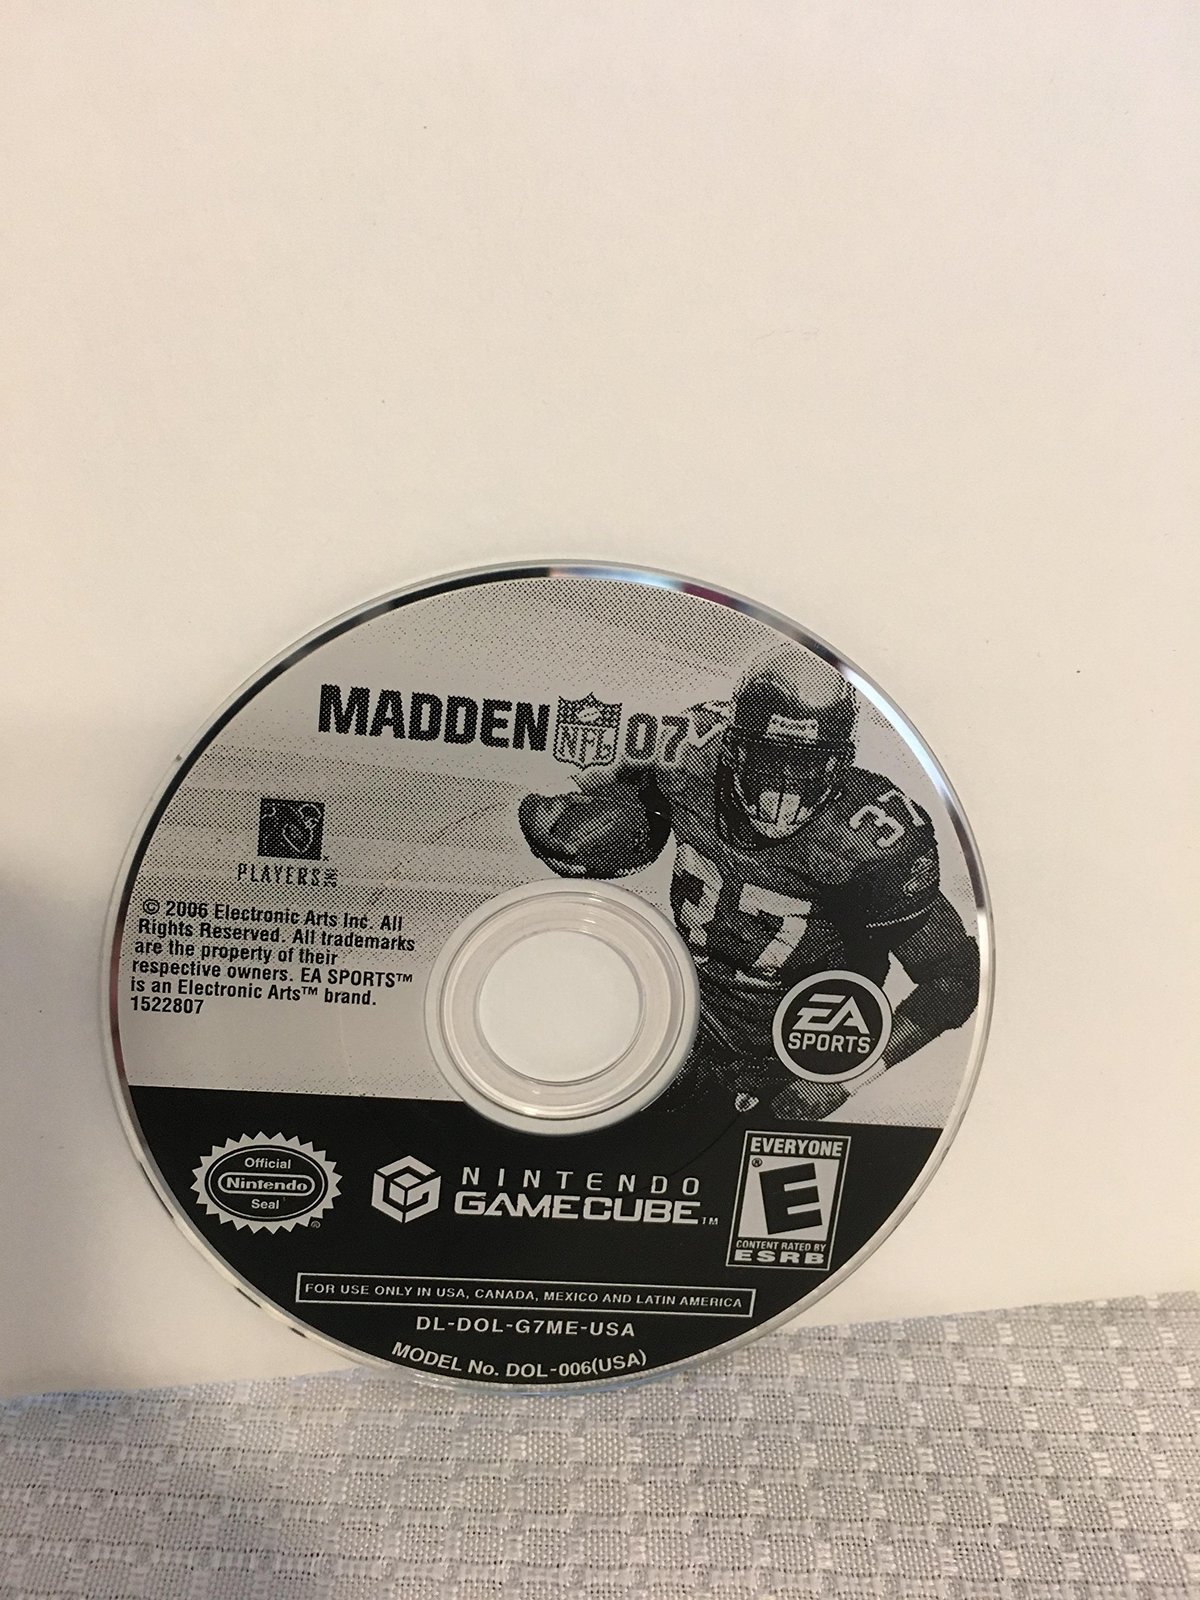 MADDEN NFL 07
37
37
PLAYERS INC
© 2006 Electronic Arts Inc. All
Rights Reserved. All trademarks
are the property of their
respective owners. EA SPORTS™
is an Electronic Arts™ brand.
1522807
EA
SPORTS
Official
Nintendo
Seal
®
NINTENDO
GAMECUBE™
EVERYONE
E®
CONTENT RATED BY
ESRB
FOR USE ONLY IN USA, CANADA, MEXICO AND LATIN AMERICA
DL-DOL-G7ME-USA
MODEL No. DOL-006(USA)